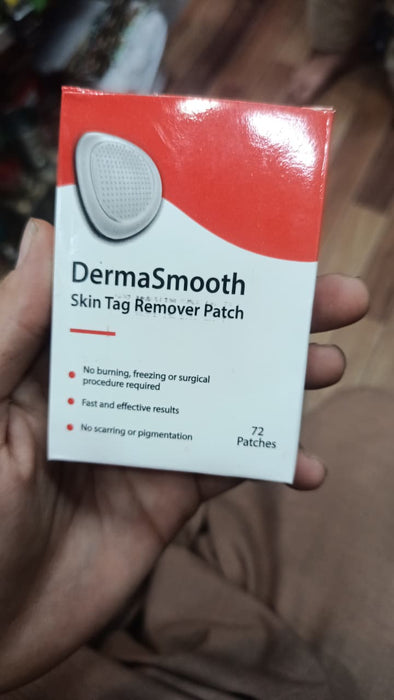 DermaSmooth
Skin Tag Remover Patch
No burning, freezing or surgical
procedure required
Fast and effective results
No scarring or pigmentation
72
Patches